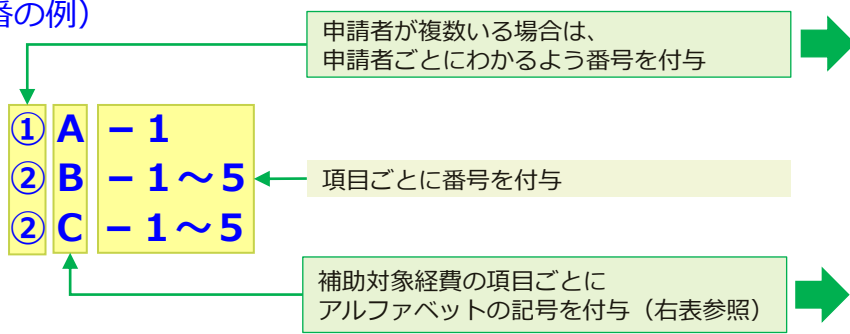 番の例）
申請者が複数いる場合は、
申請者ごとにわかるよう番号を付与
① A －１
② B －１～５
② C －１～５
項目ごとに番号を付与
補助対象経費の項目ごとに
アルファベットの記号を付与（右表参照）